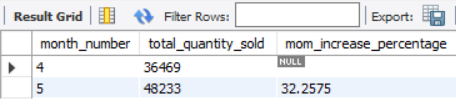 Result Grid Filter Rows: Export:
month_number total_quantity_sold mom_increase_percentage
4 36469 NULL
5 48233 32.2575